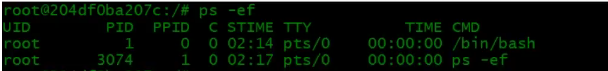 root@204df0ba207c:/# ps -ef
UID        PID  PPID  C STIME TTY          TIME CMD
root         1     0  0 02:14 pts/0    00:00:00 /bin/bash
root      3074     1  0 02:17 pts/0    00:00:00 ps -ef